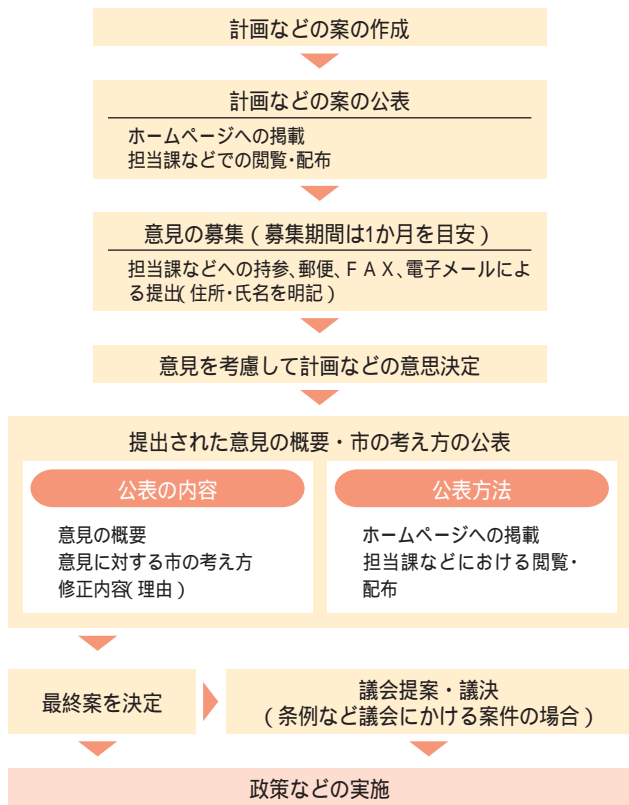 計画などの案の作成
計画などの案の公表
ホームページへの掲載
担当課などでの閲覧・配布
意見の募集(募集期間は1か月を目安)
担当課などへの持参、郵便、FAX、電子メールによ
る提出(住所・氏名を明記)
意見を考慮して計画などの意思決定
提出された意見の概要・市の考え方の公表
公表の内容
意見の概要
意見に対する市の考え方
修正内容(理由)
公表方法
ホームページへの掲載
担当課などにおける閲覧・
配布
最終案を決定
議会提案・議決
(条例など議会にかける案件の場合)
政策などの実施